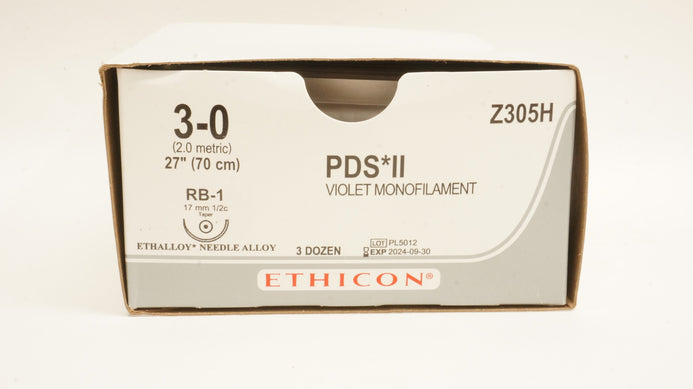 3-0
(2.0 metric)
27" (70 cm)
RB-1
17 mm 1/2c
Taper
ETHALLOY* NEEDLE ALLOY
3 DOZEN
Z305H
PDS*II
VIOLET MONOFILAMENT
LOT PL5012
EXP 2024-09-30
ETHICON®